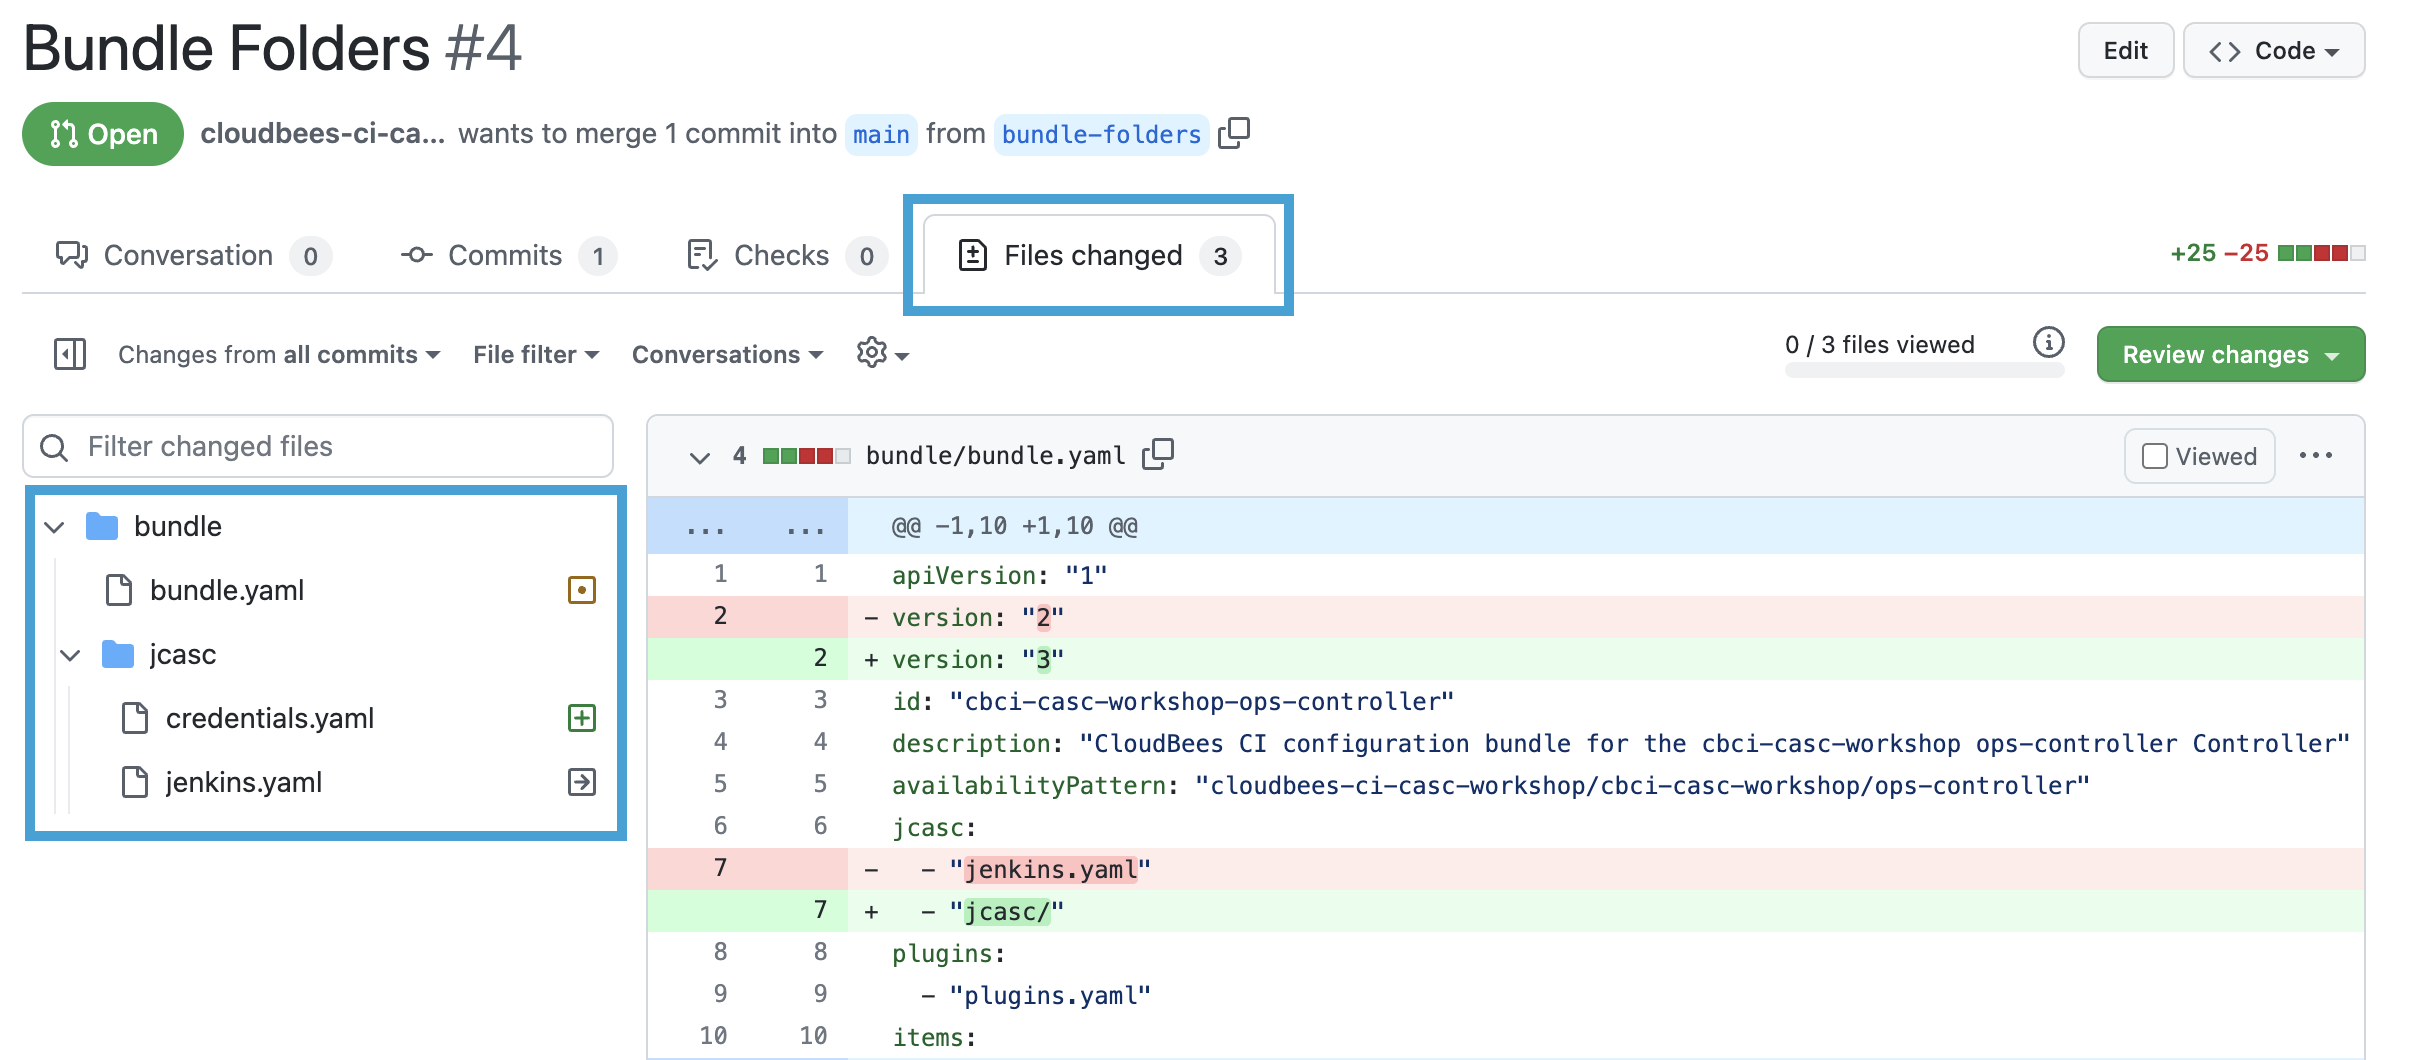 Bundle Folders #4
Edit
Code
Open
cloudbees-ci-ca... wants to merge 1 commit into main from bundle-folders
Conversation 0
Commits 1
Checks 0
Files changed 3
+25 −25
Changes from all commits
File filter
Conversations
0 / 3 files viewed
Review changes
Filter changed files
bundle
bundle.yaml
jcasc
credentials.yaml
jenkins.yaml
4 bundle/bundle.yaml
Viewed
... ... @@ -1,10 +1,10 @@
1 1 apiVersion: "1"
2 - version: "2"
2 + version: "3"
3 3 id: "cbci-casc-workshop-ops-controller"
4 4 description: "CloudBees CI configuration bundle for the cbci-casc-workshop ops-controller Controller"
5 5 availabilityPattern: "cloudbees-ci-casc-workshop/cbci-casc-workshop/ops-controller"
6 6 jcasc:
7 - - "jenkins.yaml"
7 + - "jcasc/"
8 8 plugins:
9 9 - "plugins.yaml"
10 10 items: